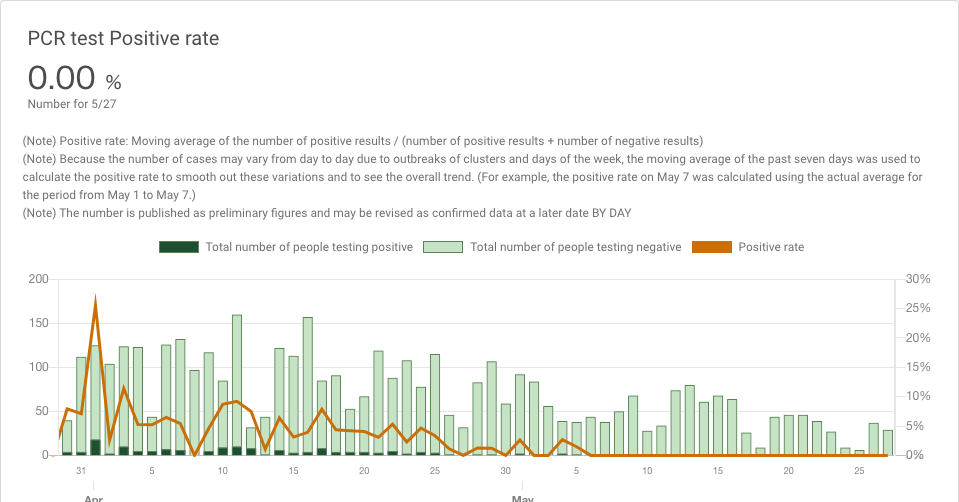 PCR test Positive rate
0.00 %
Number for 5/27
(Note) Positive rate: Moving average of the number of positive results / (number of positive results + number of negative results)
(Note) Because the number of cases may vary from day to day due to outbreaks of clusters and days of the week, the moving average of the past seven days was used to
calculate the positive rate to smooth out these variations and to see the overall trend. (For example, the positive rate on May 7 was calculated using the actual average for
the period from May 1 to May 7.)
(Note) The number is published as preliminary figures and may be revised as confirmed data at a later date BY DAY
Total number of people testing positive Total number of people testing negative Positive rate
200 30%
25%
150
20%
100 15%
10%
50
5%
0 0%
31 5 10 15 20 25 30 5 10 15 20 25
Apr May